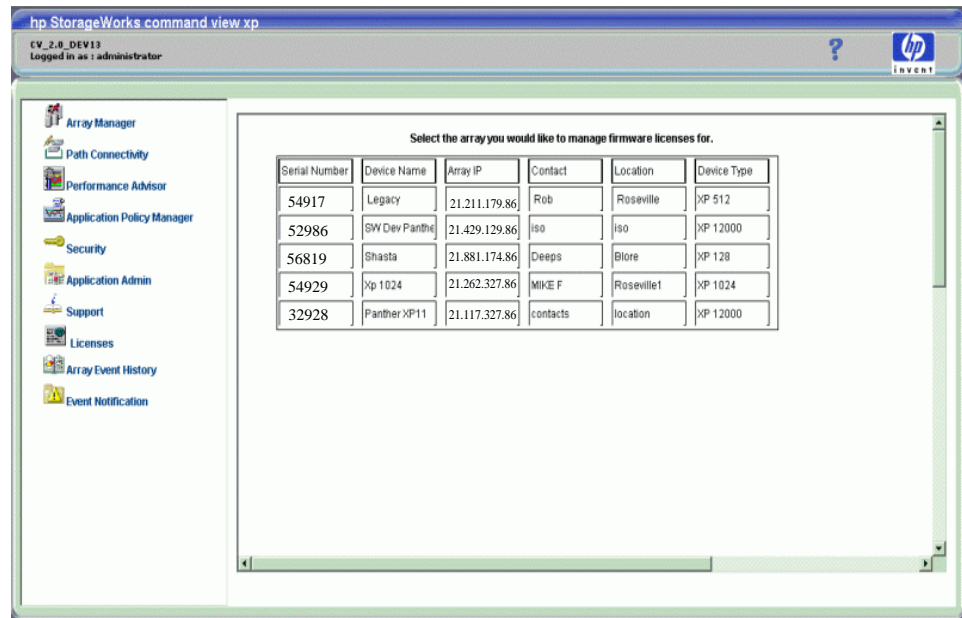 hp StorageWorks command view xp
CV_2.0_DEV13
Logged in as : administrator
?
hp
invent
Array Manager
Path Connectivity
Performance Advisor
Application Policy Manager
Security
Application Admin
Support
Licenses
Array Event History
Event Notification
Select the array you would like to manage firmware licenses for.
Serial Number Device Name Array IP Contact Location Device Type
54917 Legacy 21.211.179.86 Rob Roseville XP 512
52986 SW Dev Panthe 21.429.129.86 iso iso XP 12000
56819 Shasta 21.881.174.86 Deeps Blore XP 128
54929 Xp 1024 21.262.327.86 MIKE F Roseville1 XP 1024
32928 Panther XP11 21.117.327.86 contacts location XP 12000